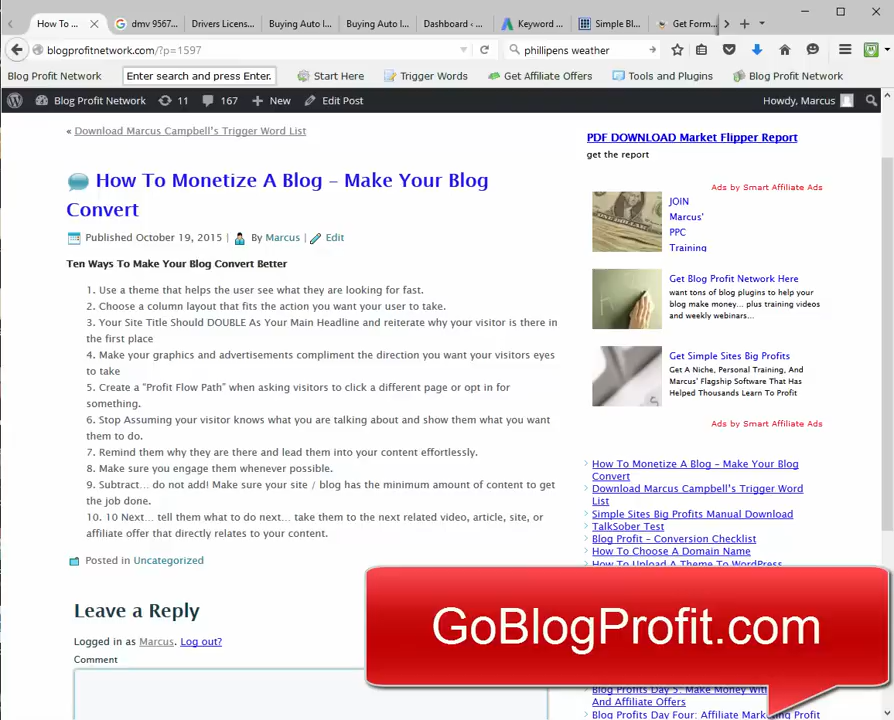 How To ...
dmv 9567...
Drivers Licens...
Buying Auto I...
Buying Auto I...
Dashboard ‹ ...
Keyword ...
Simple Bl...
Get Form...
blogprofitnetwork.com/?p=1597
phillipens weather
Blog Profit Network
Enter search and press Enter.
Start Here
Trigger Words
Get Affiliate Offers
Tools and Plugins
Blog Profit Network
Blog Profit Network
11
167
New
Edit Post
Howdy, Marcus
« Download Marcus Campbell's Trigger Word List
How To Monetize A Blog – Make Your Blog
Convert
Published October 19, 2015 |
By Marcus |
Edit
Ten Ways To Make Your Blog Convert Better
1. Use a theme that helps the user see what they are looking for fast.
2. Choose a column layout that fits the action you want your user to take.
3. Your Site Title Should DOUBLE As Your Main Headline and reiterate why your visitor is there in
the first place
4. Make your graphics and advertisements compliment the direction you want your visitors eyes
to take
5. Create a "Profit Flow Path" when asking visitors to click a different page or opt in for
something.
6. Stop Assuming your visitor knows what you are talking about and show them what you want
them to do.
7. Remind them why they are there and lead them into your content effortlessly.
8. Make sure you engage them whenever possible.
9. Subtract... do not add! Make sure your site / blog has the minimum amount of content to get
the job done.
10. 10 Next... tell them what to do next... take them to the next related video, article, site, or
affiliate offer that directly relates to your content.
Posted in Uncategorized
Leave a Reply
Logged in as Marcus. Log out?
Comment
PDF DOWNLOAD Market Flipper Report
get the report
Ads by Smart Affiliate Ads
JOIN
Marcus'
PPC
Training
Get Blog Profit Network Here
want tons of blog plugins to help your
blog make money... plus training videos
and weekly webinars...
Get Simple Sites Big Profits
Get A Niche, Personal Training, And
Marcus' Flagship Software That Has
Helped Thousands Learn To Profit
Ads by Smart Affiliate Ads
How To Monetize A Blog – Make Your Blog
Convert
Download Marcus Campbell's Trigger Word
List
Simple Sites Big Profits Manual Download
TalkSober Test
Blog Profit – Conversion Checklist
How To Choose A Domain Name
How To Upload A Theme To WordPress
GoBlogProfit.com
Blog Profits Day 5: Make Money Wit
And Affiliate Offers
Blog Profits Day Four: Affiliate Marketing Profit